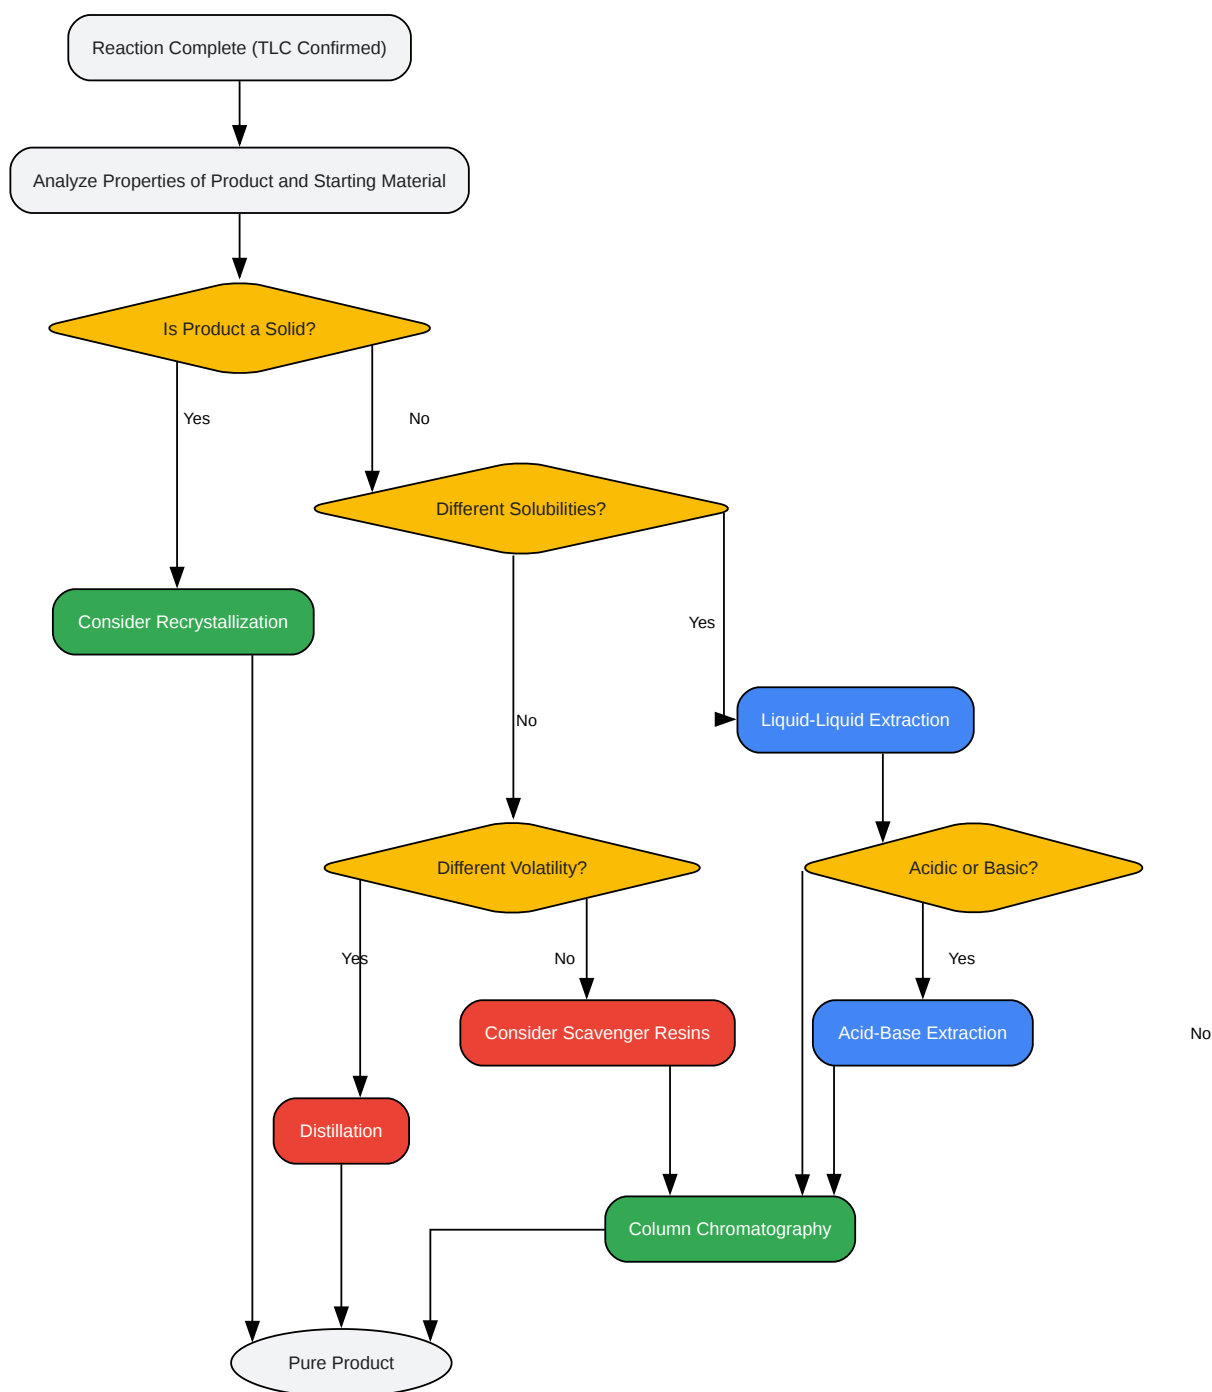 Reaction Complete (TLC Confirmed)
Analyze Properties of Product and Starting Material
Is Product a Solid?
Yes
No
Different Solubilities?
Consider Recrystallization
Yes
No
Liquid-Liquid Extraction
Different Volatility?
Acidic or Basic?
Yes
No
Yes
Consider Scavenger Resins
Acid-Base Extraction
No
Distillation
Column Chromatography
Pure Product